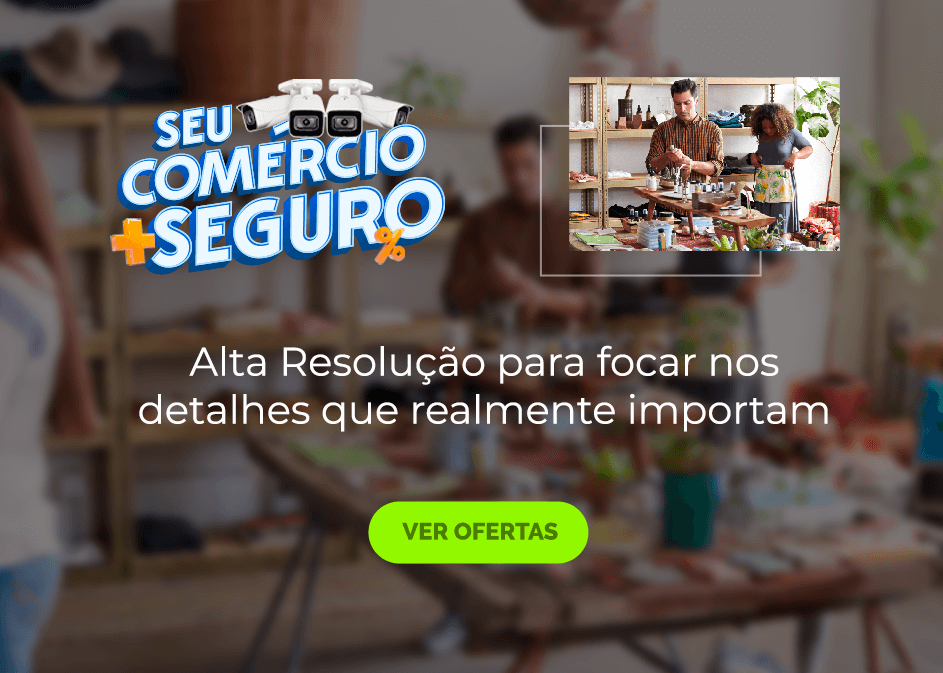 SEU
COMÉRCIO
+SEGURO%
Alta Resolução para focar nos
detalhes que realmente importam
VER OFERTAS